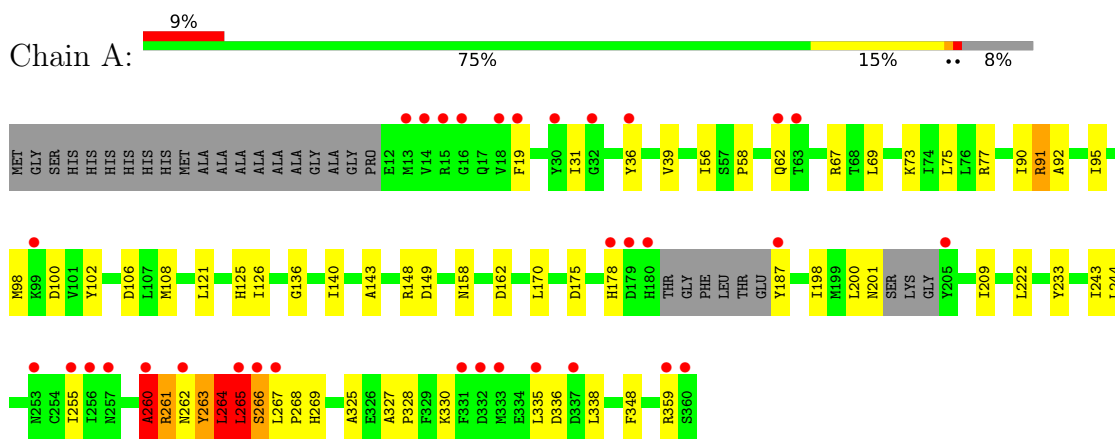 9%
Chain A:
75% 15% •• 8%
MET GLY SER HIS HIS HIS HIS HIS HIS MET ALA ALA ALA ALA ALA ALA GLY ALA GLY PRO E12 M13 V14 R15 G16 Q17 V18 F19 Y30 I31 G32 Y36 V39 I56 S57 P58 Q62 T63 R67 T68 L69 K73 I74 L75 L76 R77 I90 R91 A92 I95
M98 K99 D100 V101 Y102 D106 L107 M108 L121 H125 I126 G136 I140 A143 R148 D149 N158 D162 L170 D175 H178 D179 H180 THR GLY PHE LEU THR GLU Y187 I198 M199 L200 N201 SER LYS GLY Y205 I209 L222 Y233 I243 L244
N253 C254 I255 I256 N257 A260 R261 N262 Y263 L264 L265 S266 L267 P268 H269 A325 E326 A327 P328 F329 K330 F331 D332 M333 E334 L335 D336 D337 L338 F348 R359 S360